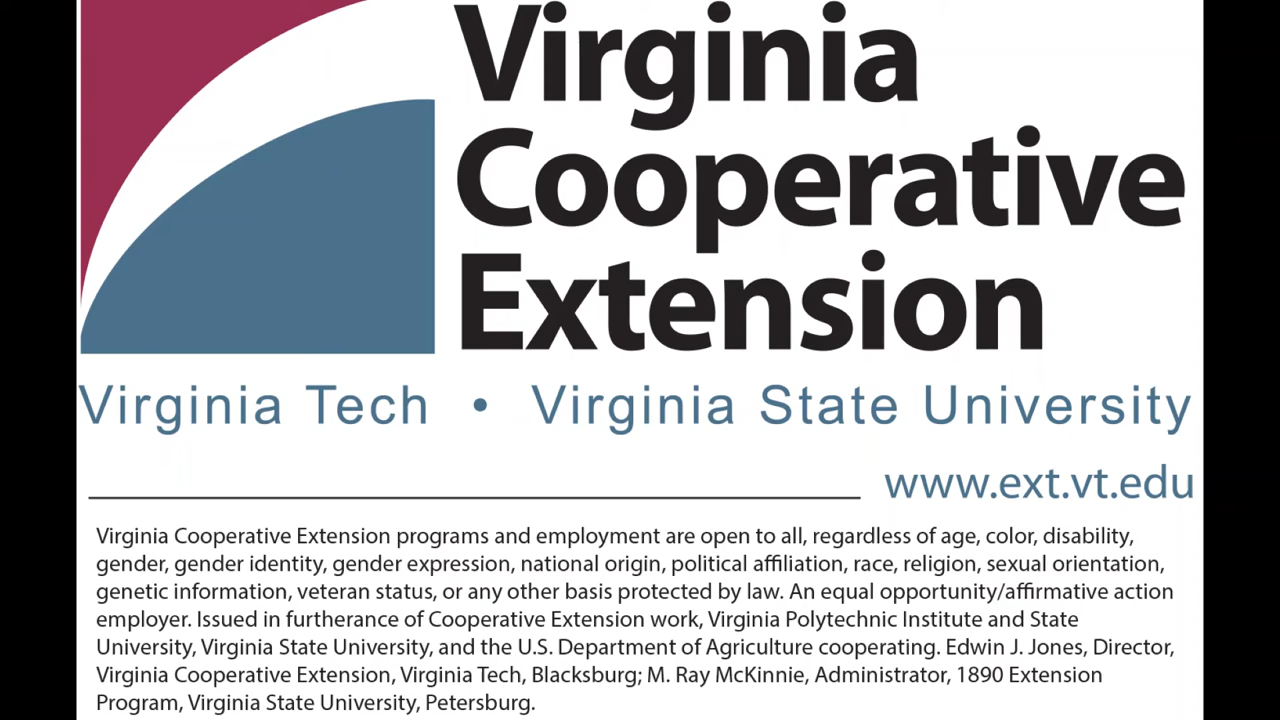 Virginia
Cooperative
Extension
Virginia Tech • Virginia State University
www.ext.vt.edu
Virginia Cooperative Extension programs and employment are open to all, regardless of age, color, disability,
gender, gender identity, gender expression, national origin, political affiliation, race, religion, sexual orientation,
genetic information, veteran status, or any other basis protected by law. An equal opportunity/affirmative action
employer. Issued in furtherance of Cooperative Extension work, Virginia Polytechnic Institute and State
University, Virginia State University, and the U.S. Department of Agriculture cooperating. Edwin J. Jones, Director,
Virginia Cooperative Extension, Virginia Tech, Blacksburg; M. Ray McKinnie, Administrator, 1890 Extension
Program, Virginia State University, Petersburg.